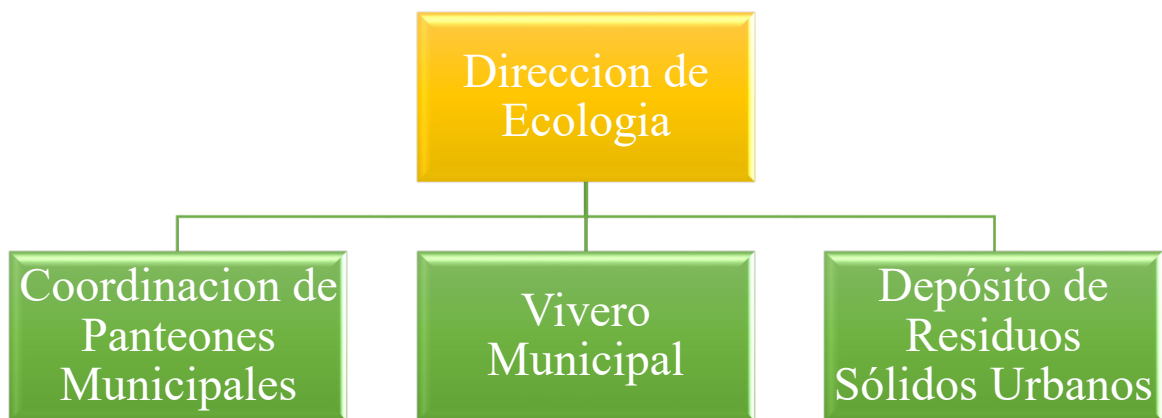 Direccion de
Ecologia
Coordinacion de
Panteones
Municipales
Vivero
Municipal
Depósito de
Residuos
Sólidos Urbanos